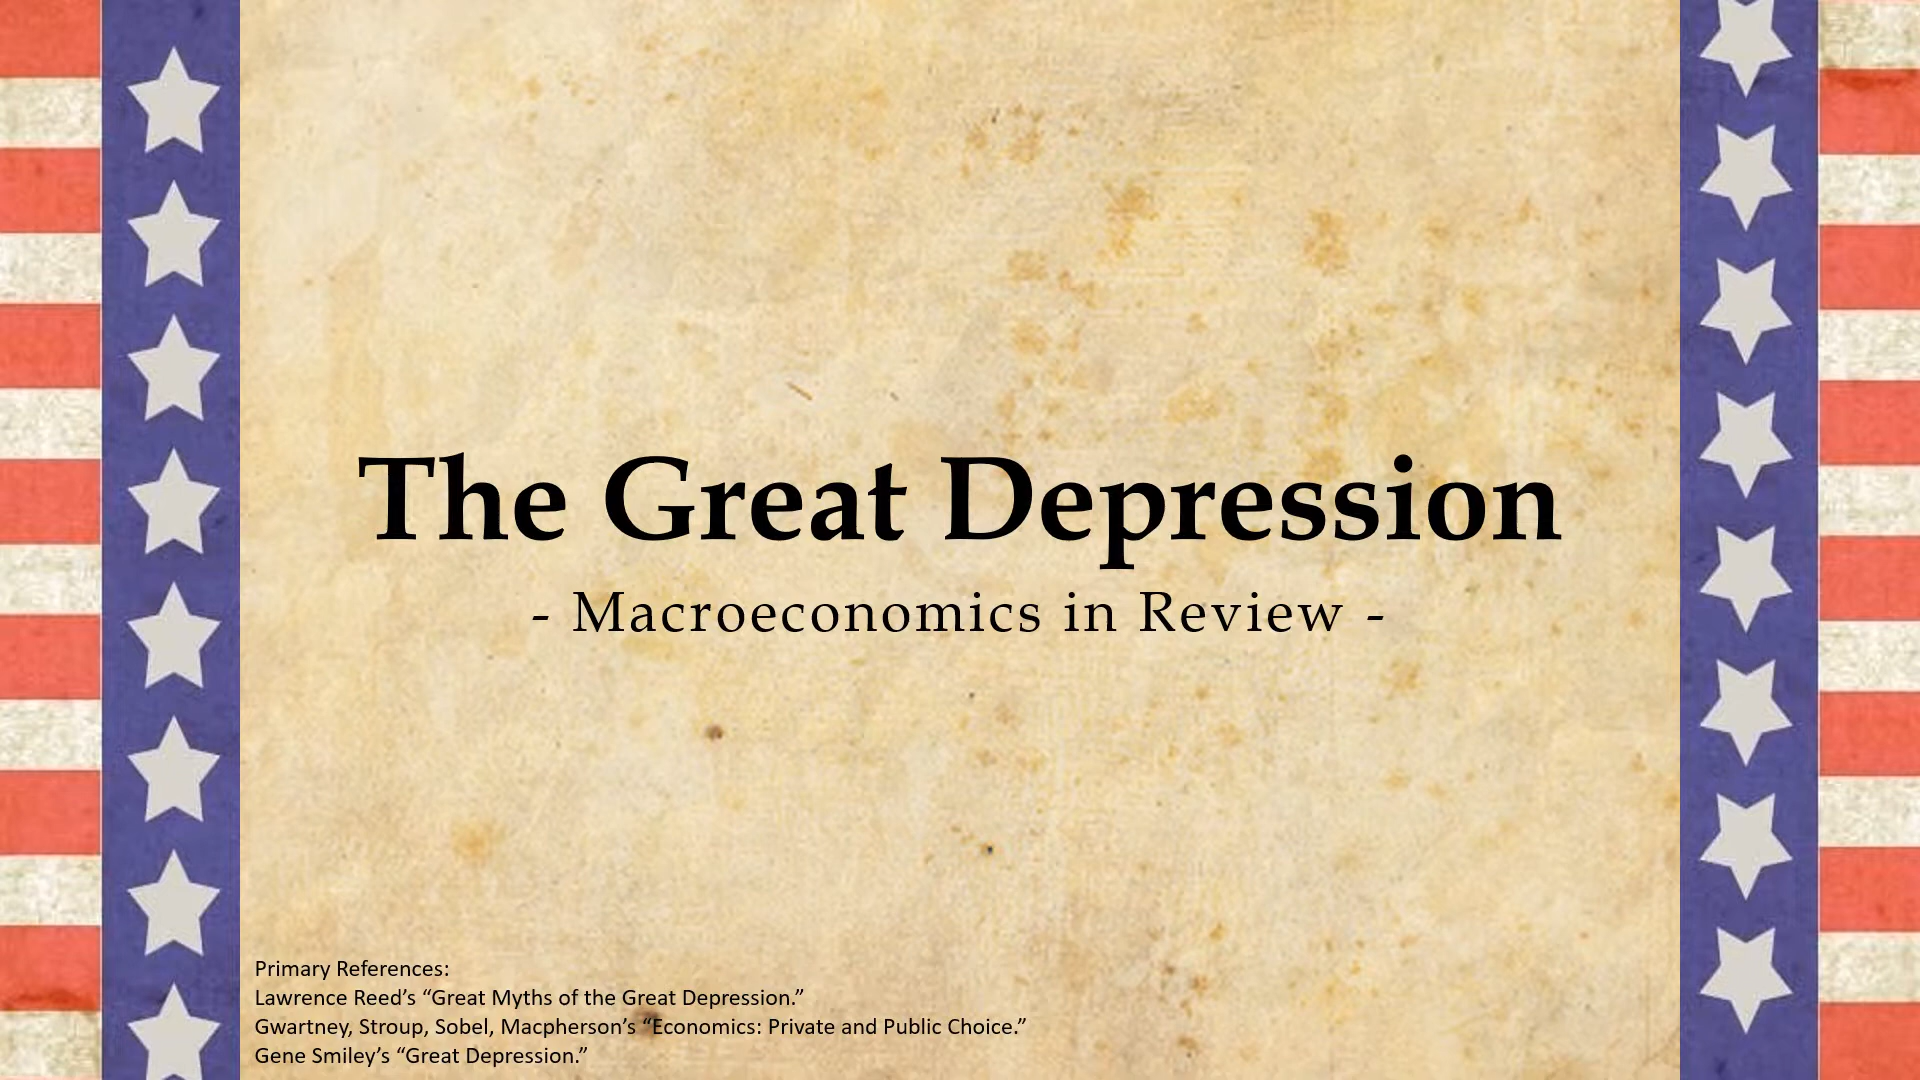 The Great Depression
- Macroeconomics in Review -
Primary References:
Lawrence Reed’s “Great Myths of the Great Depression.”
Gwartney, Stroup, Sobel, Macpherson’s “Economics: Private and Public Choice.”
Gene Smiley’s “Great Depression.”